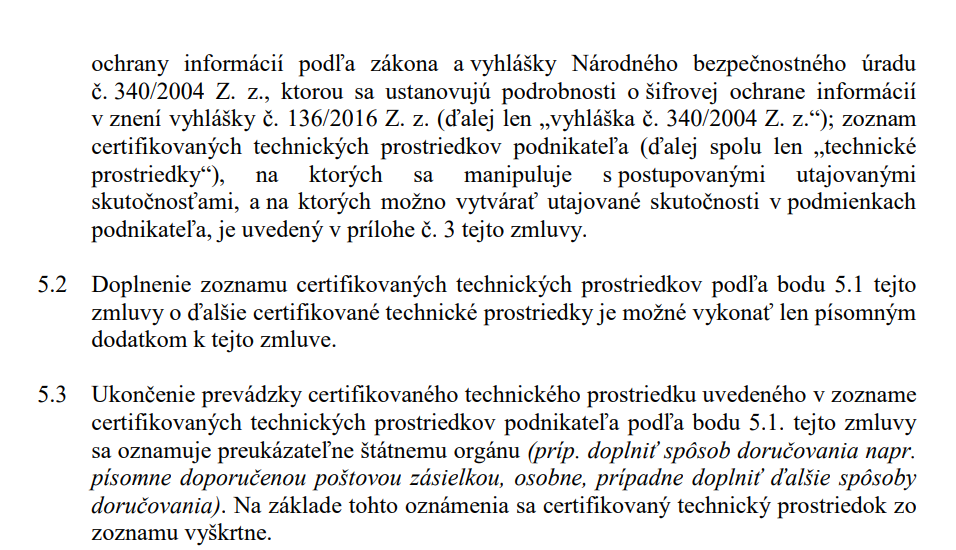 ochrany informácií podľa zákona a vyhlášky Národného bezpečnostného úradu
č. 340/2004 Z. z., ktorou sa ustanovujú podrobnosti o šifrovej ochrane informácií
v znení vyhlášky č. 136/2016 Z. z. (ďalej len „vyhláška č. 340/2004 Z. z.“); zoznam
certifikovaných technických prostriedkov podnikateľa (ďalej spolu len „technické
prostriedky“), na ktorých sa manipuluje s postupovanými utajovanými
skutočnosťami, a na ktorých možno vytvárať utajované skutočnosti v podmienkach
podnikateľa, je uvedený v prílohe č. 3 tejto zmluvy.
5.2 Doplnenie zoznamu certifikovaných technických prostriedkov podľa bodu 5.1 tejto
zmluvy o ďalšie certifikované technické prostriedky je možné vykonať len písomným
dodatkom k tejto zmluve.
5.3 Ukončenie prevádzky certifikovaného technického prostriedku uvedeného v zozname
certifikovaných technických prostriedkov podnikateľa podľa bodu 5.1. tejto zmluvy
sa oznamuje preukázateľne štátnemu orgánu (príp. doplniť spôsob doručovania napr.
písomne doporučenou poštovou zásielkou, osobne, prípadne doplniť ďalšie spôsoby
doručovania). Na základe tohto oznámenia sa certifikovaný technický prostriedok zo
zoznamu vyškrtne.